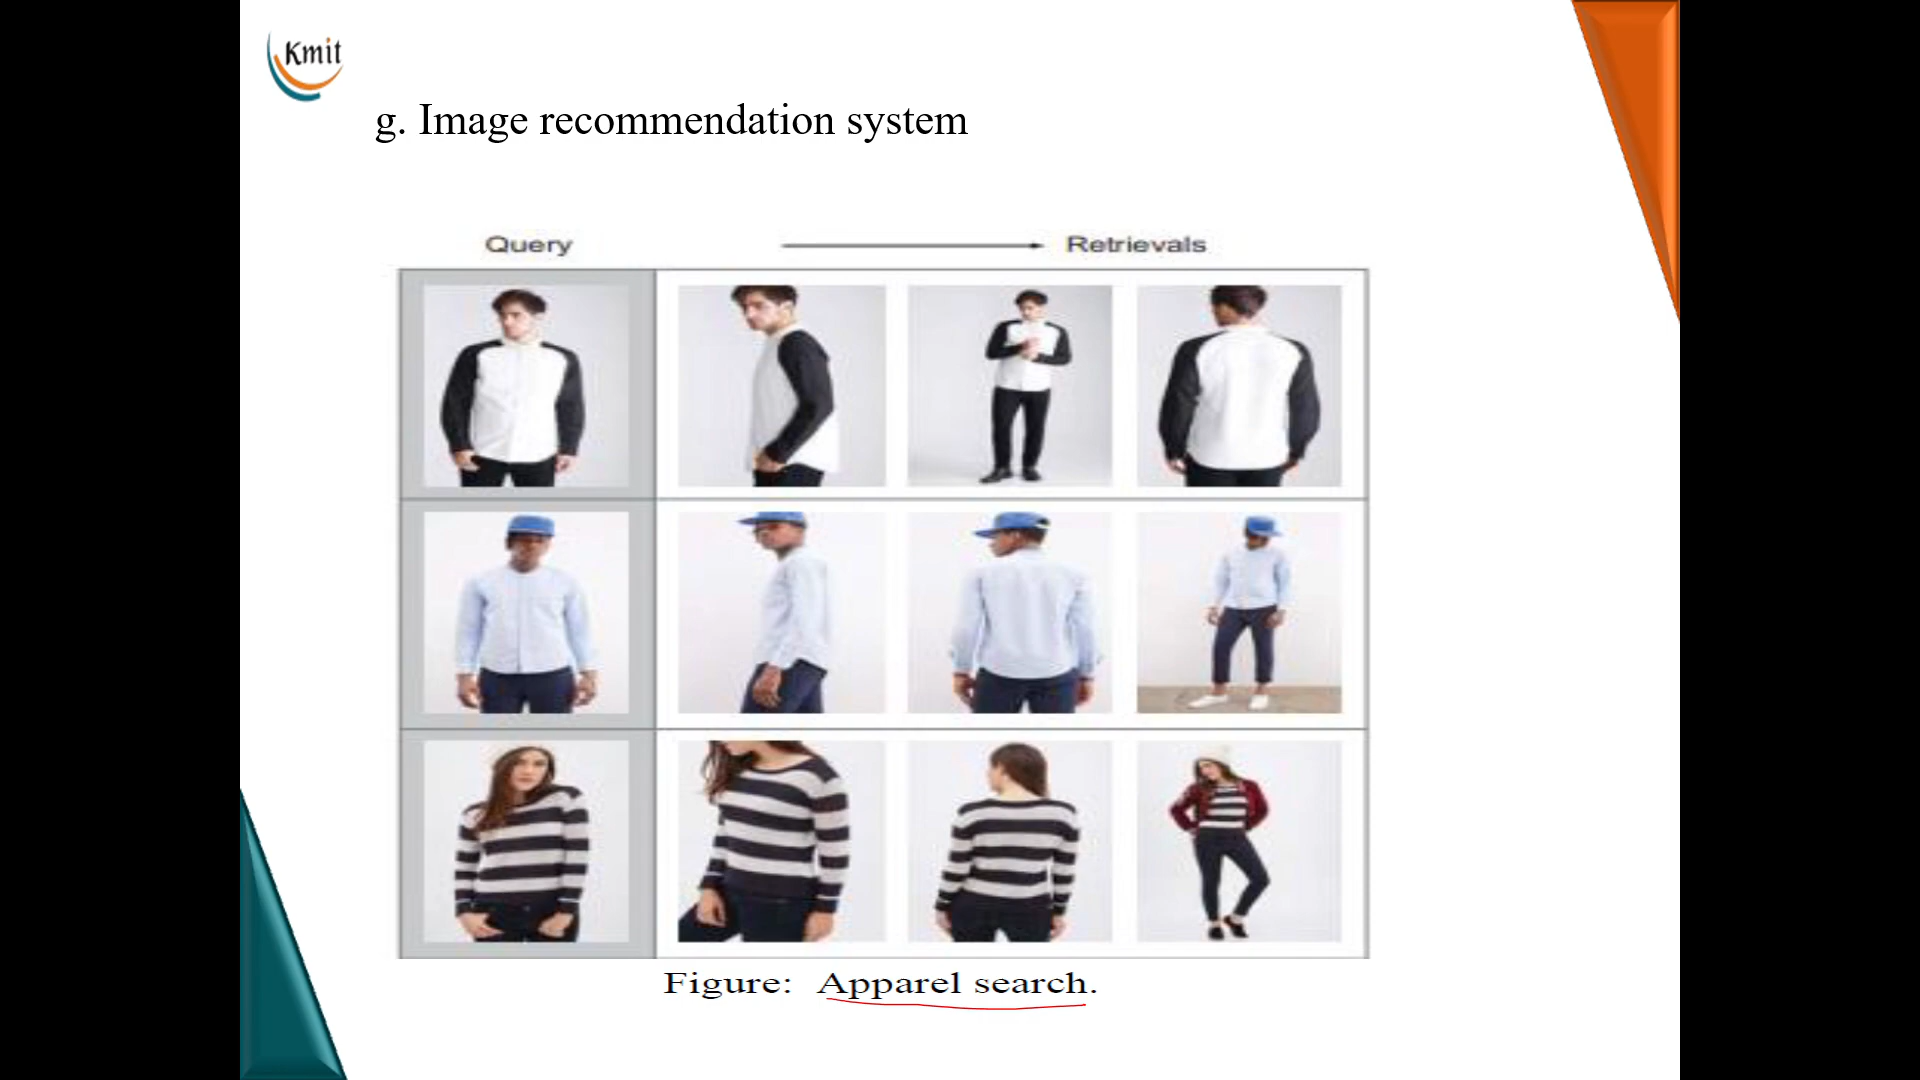 Kmit
g. Image recommendation system
Query
Retrievals
Figure: Apparel search.